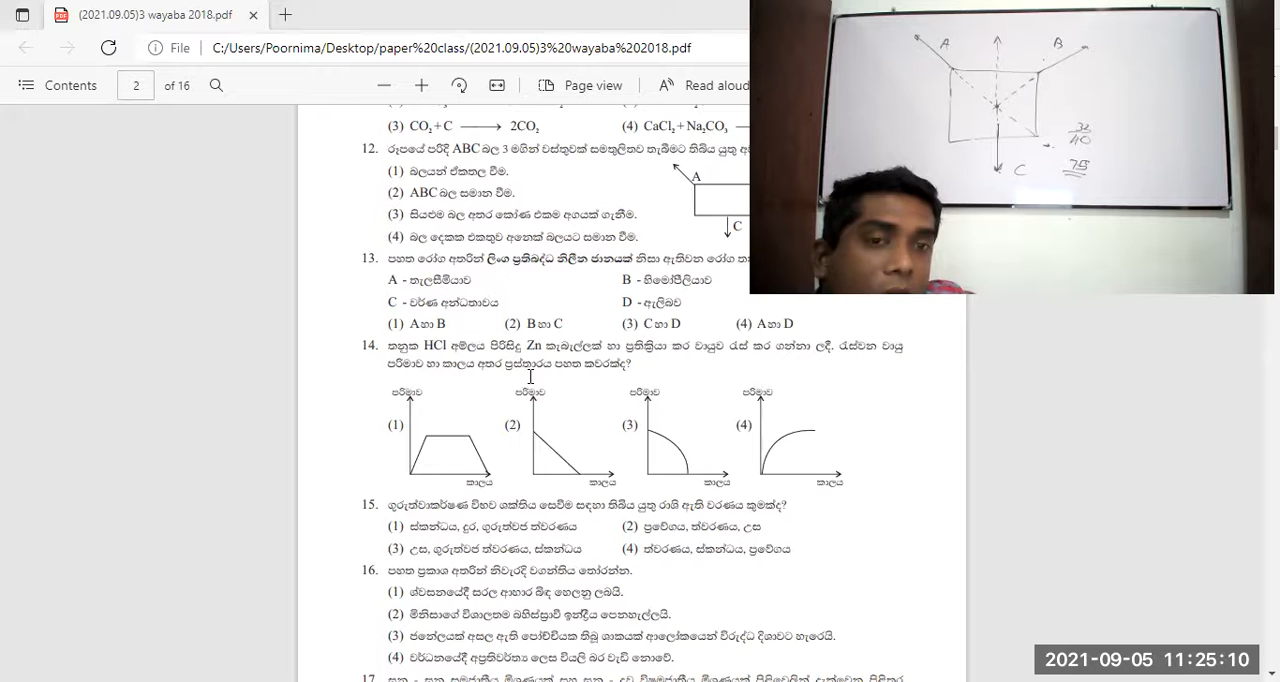 (2021.09.05)3 wayaba 2018.pdf
File C:/Users/Poornima/Desktop/paper%20class/(2021.09.05)3%20wayaba%202018.pdf
Contents 2 of 16 Page view Read aloud
(3) CO₂ + C → 2CO₂ (4) CaCl₂ + Na₂CO₃
12. රූපයේ පරිදි ABC බල 3 මගින් වස්තුවක් සමතුලිතව තැබීමට තිබිය යුතු
(1) බලයන් ඒකතල වීම.
(2) ABC බල සමාන වීම.
(3) සියළුම බල අතර කෝණ එකම අගයක් ගැනීම.
(4) බල දෙකක එකතුව අනෙක් බලයට සමාන වීම.
A
C
13. පහත රෝග අතරින් ලිංග ප්‍රතිබද්ධ නිලීන ජානයක් නිසා ඇතිවන රෝග
A - තැලසීමියාව B - හිමෝපීලියාව
C - වර්ණ අන්ධතාවය D - ඇලිබව
(1) A හා B (2) B හා C (3) C හා D (4) A හා D
14. තනුක HCl අම්ලය පිරිසිදු Zn කැබැල්ලක් හා ප්‍රතික්‍රියා කර වායුව රැස් කර ගන්නා ලදී. රැස්වන වායු
පරිමාව හා කාලය අතර ප්‍රස්තාරය පහත කවරක්ද?
පරිමාව පරිමාව පරිමාව පරිමාව
(1) (2) (3) (4)
කාලය කාලය කාලය කාලය
15. ගුරුත්වාකර්ෂණ විභව ශක්තිය සෙවීම සඳහා තිබිය යුතු රාශි ඇති වරණය කුමක්ද?
(1) ස්කන්ධය, දුර, ගුරුත්වජ ත්වරණය (2) ප්‍රවේගය, ත්වරණය, උස
(3) උස, ගුරුත්වජ ත්වරණය, ස්කන්ධය (4) ත්වරණය, ස්කන්ධය, ප්‍රවේගය
16. පහත ප්‍රකාශ අතරින් නිවැරදි වගන්තිය තෝරන්න.
(1) ශ්වසනයේදී සරල ආහාර බිඳ හෙලනු ලබයි.
(2) මිනිසාගේ විශාලතම බහිස්ස්‍රාවී ඉන්ද්‍රිය පෙනහැල්ලයි.
(3) ජනේලයක් අසල ඇති පෝච්චියක තිබූ ශාකයක් ආලෝකයෙන් විරුද්ධ දිශාවට හැරෙයි.
(4) වර්ධනයේදී අප්‍රතිවර්ත්‍ය ලෙස වියලි බර වැඩි නොවේ.
17.
A B
C
32
40
75
2021-09-05 11:25:10